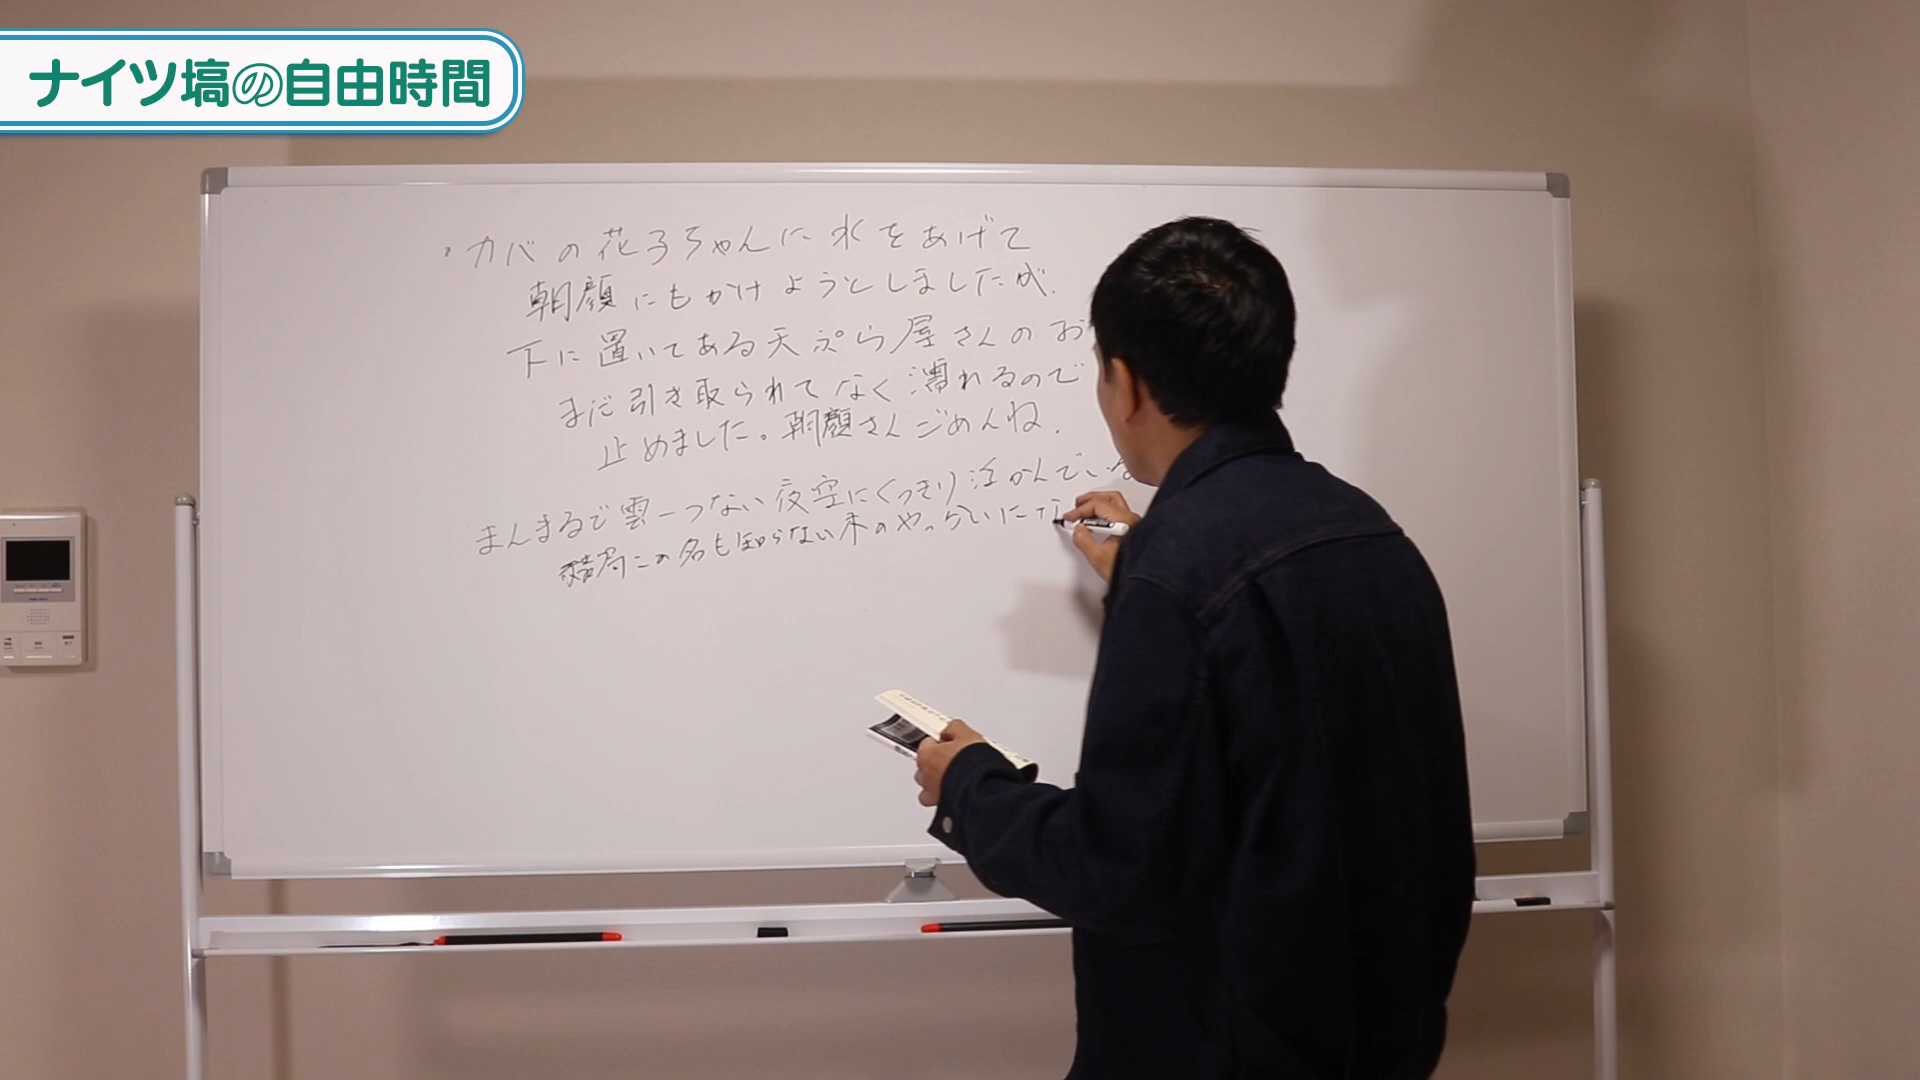 ナイツ塙の自由時間
・カバの花子ちゃんに水をあげて
朝顔にもかけようとしましたが、
下に置いてある天ぷら屋さんのお
まだ引き取られてなく濡れるので
止めました。朝顔さんごめんね。
まんまるで雲一つない夜空にくっきり浮かんでいる
結局この名も知らない木のやっかいにな